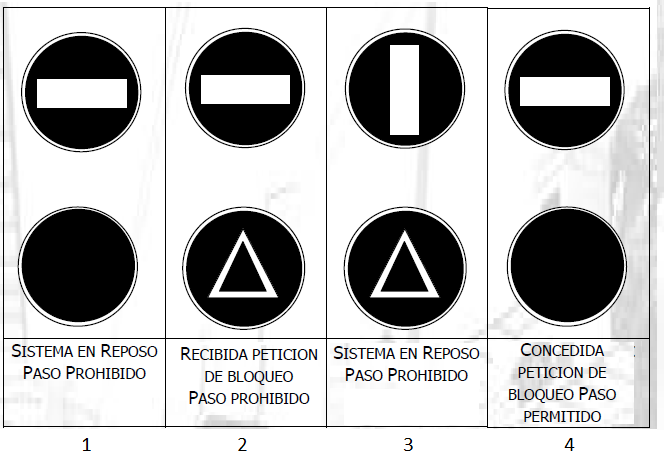 SISTEMA EN REPOSO
PASO PROHIBIDO
RECIBIDA PETICION
DE BLOQUEO
PASO PROHIBIDO
SISTEMA EN REPOSO
PASO PROHIBIDO
CONCEDIDA
PETICION DE
BLOQUEO PASO
PERMITIDO
1
2
3
4